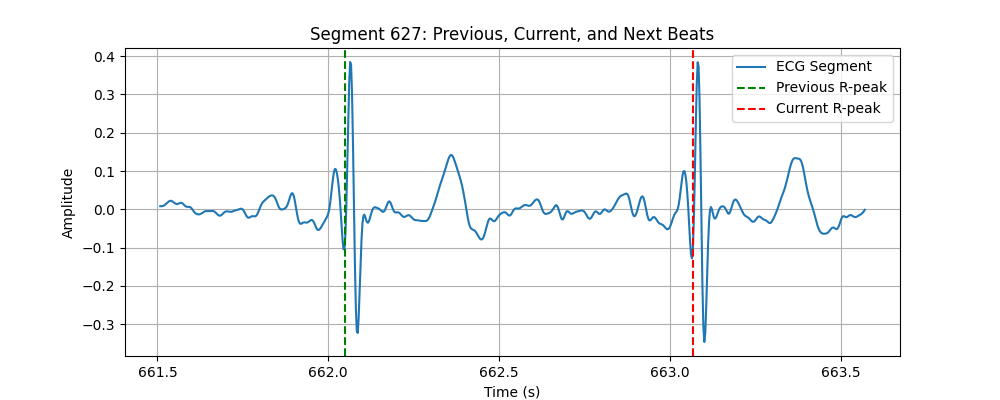 Segment 627: Previous, Current, and Next Beats
ECG Segment
Previous R-peak
Current R-peak
Amplitude
0.4
0.3
0.2
0.1
0.0
−0.1
−0.2
−0.3
661.5 662.0 662.5 663.0 663.5
Time (s)